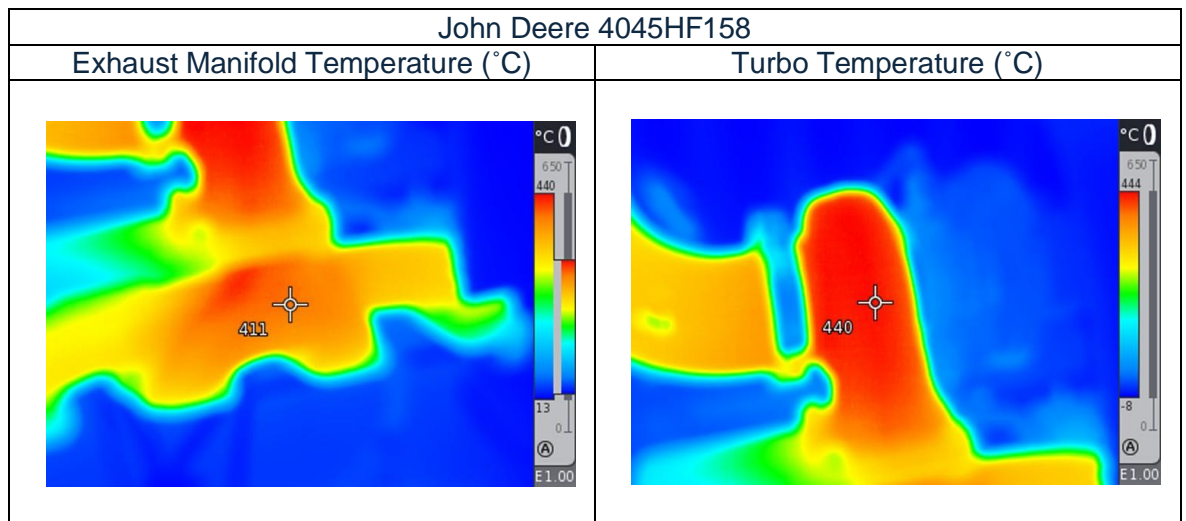 John Deere 4045HF158
Exhaust Manifold Temperature (˚C)
Turbo Temperature (˚C)
°C
650
440
411
13
0
A
E1.00
°C
650
444
440
-8
0
A
E1.00